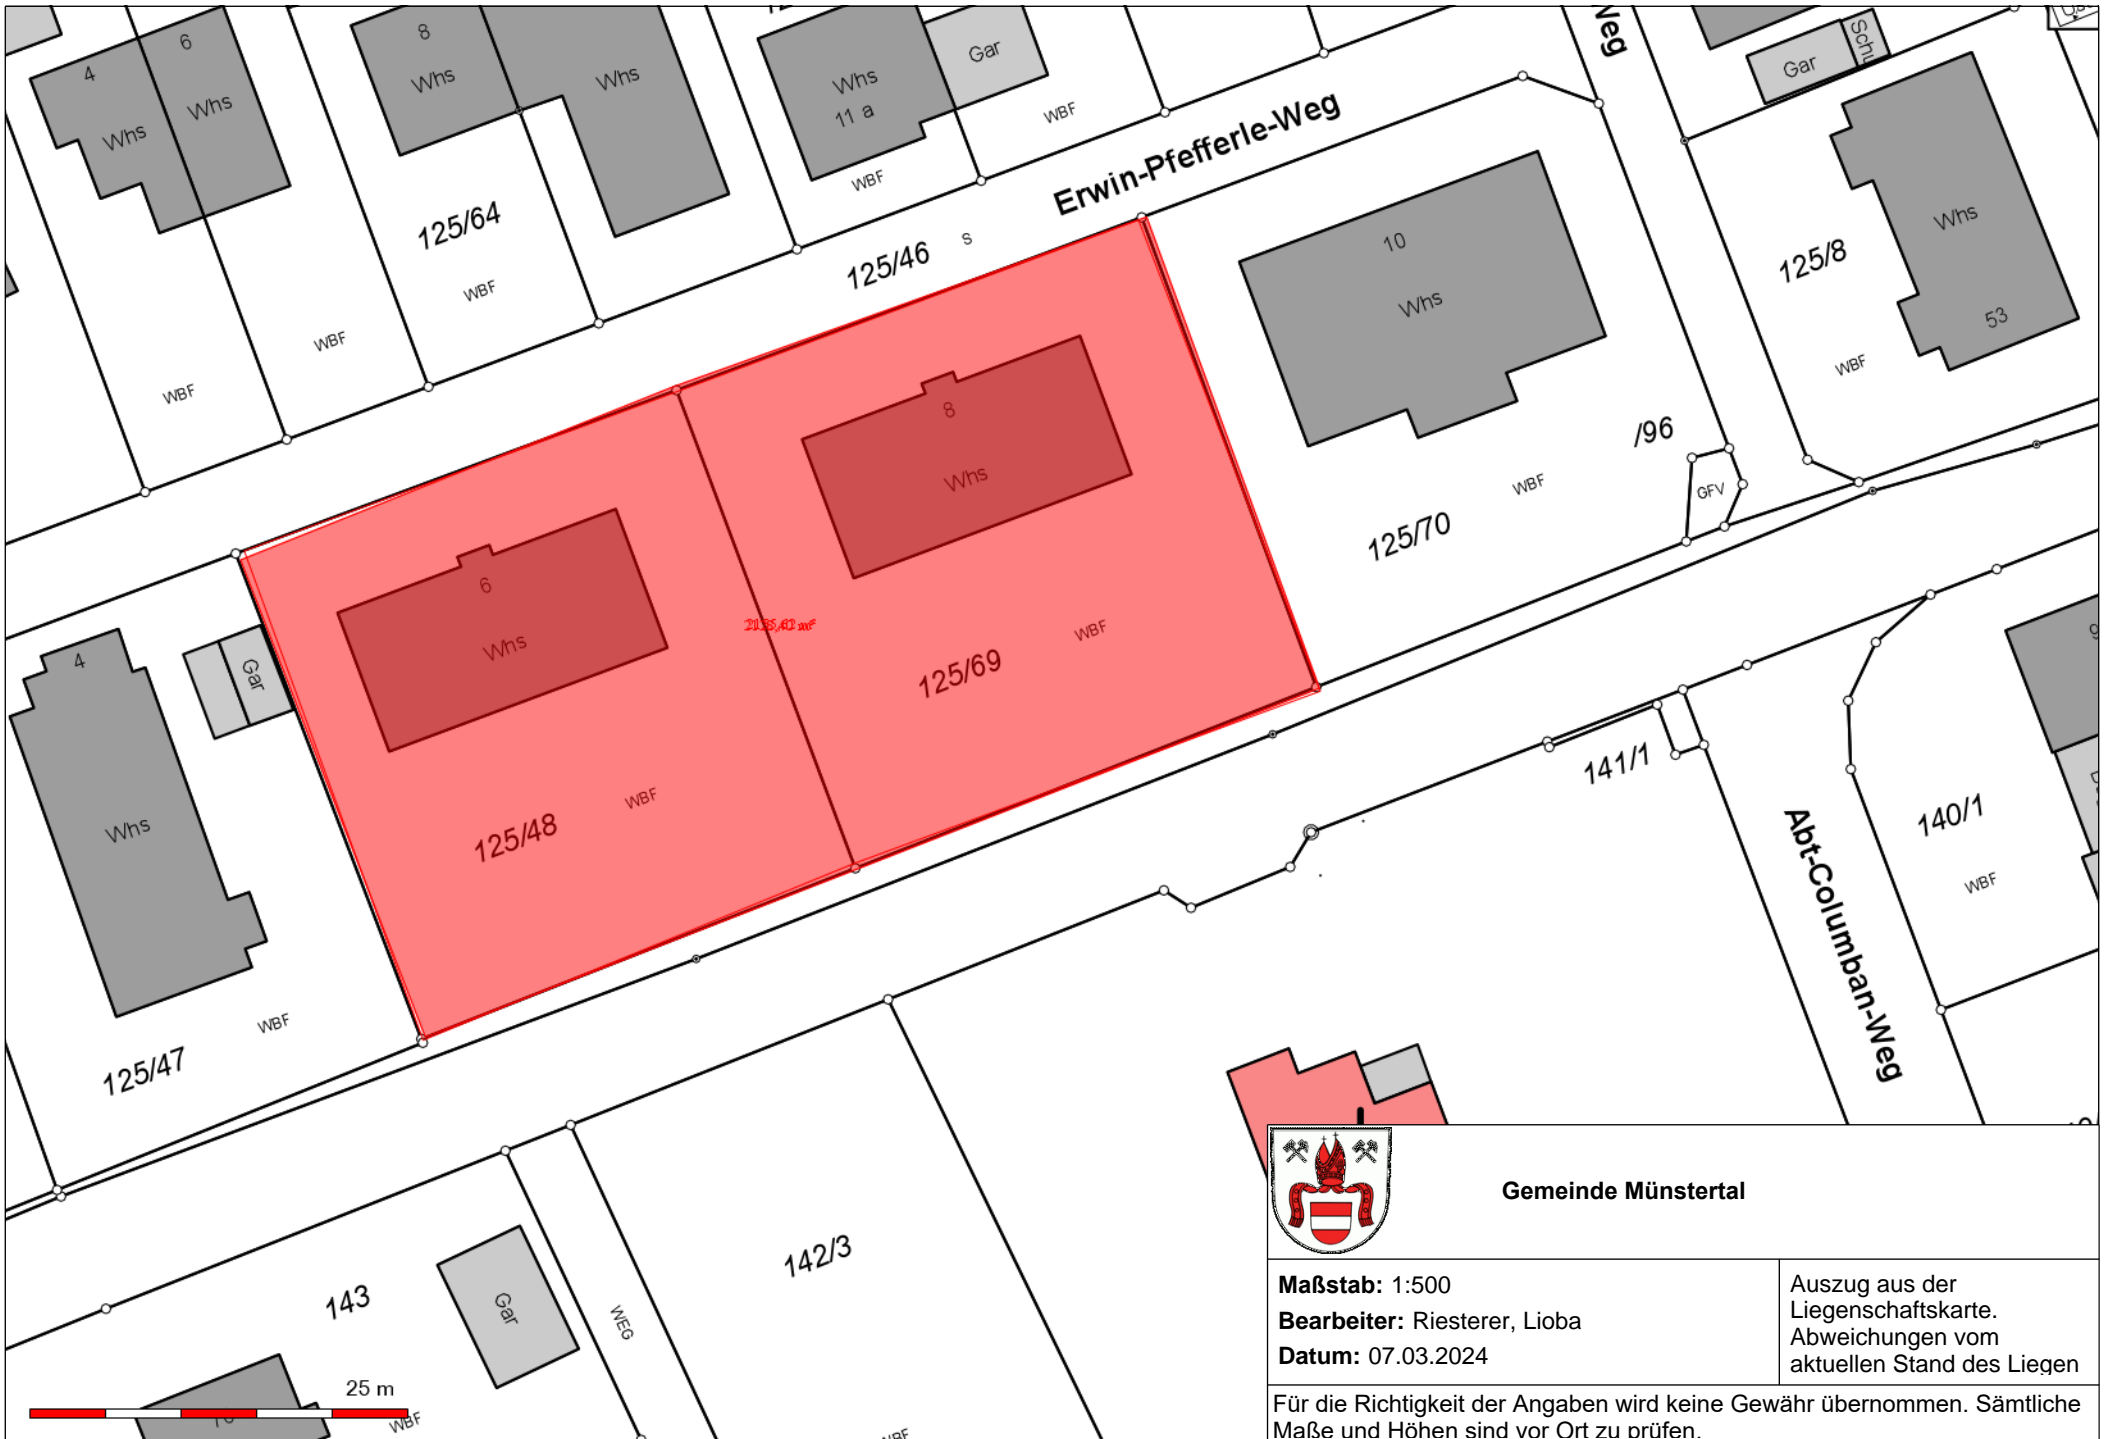 4
6
Whs
Whs
8
Whs
Whs
Whs
11 a
Gar
WBF
WBF
Erwin-Pfefferle-Weg
Weg
Gar
Whs
53
125/8
WBF
125/64
WBF
WBF
WBF
125/46
S
10
Whs
/96
GFV
WBF
125/70
8
Whs
WBF
125/69
6
Whs
WBF
125/48
4
Gar
Whs
WBF
125/47
141/1
140/1
WBF
Abt-Columban-Weg
9
142/3
143
Gar
WEG
WBF
25 m
Gemeinde Münstertal
Maßstab: 1:500
Bearbeiter: Riesterer, Lioba
Datum: 07.03.2024
Auszug aus der
Liegenschaftskarte.
Abweichungen vom
aktuellen Stand des Liegen
Für die Richtigkeit der Angaben wird keine Gewähr übernommen. Sämtliche
Maße und Höhen sind vor Ort zu prüfen.